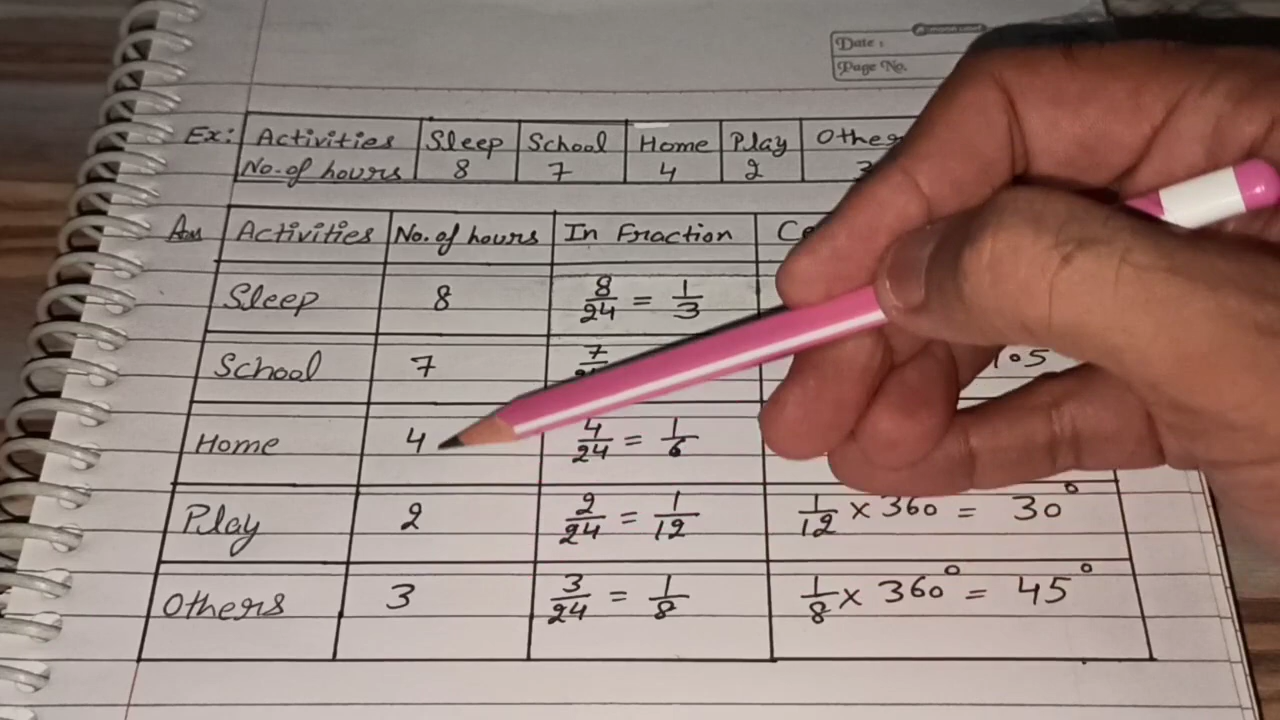 Date :
Page No.
Ex: Activities Sleep School Home Play
No. of hours 8 7 4 2
Ans Activities No. of hours In Fraction
Sleep 8 8/24 = 1/3
School 7
Home 4 4/24 = 1/6
Play 2 2/24 = 1/12 1/12 × 360 = 30°
Others 3 3/24 = 1/8 1/8 × 360° = 45°